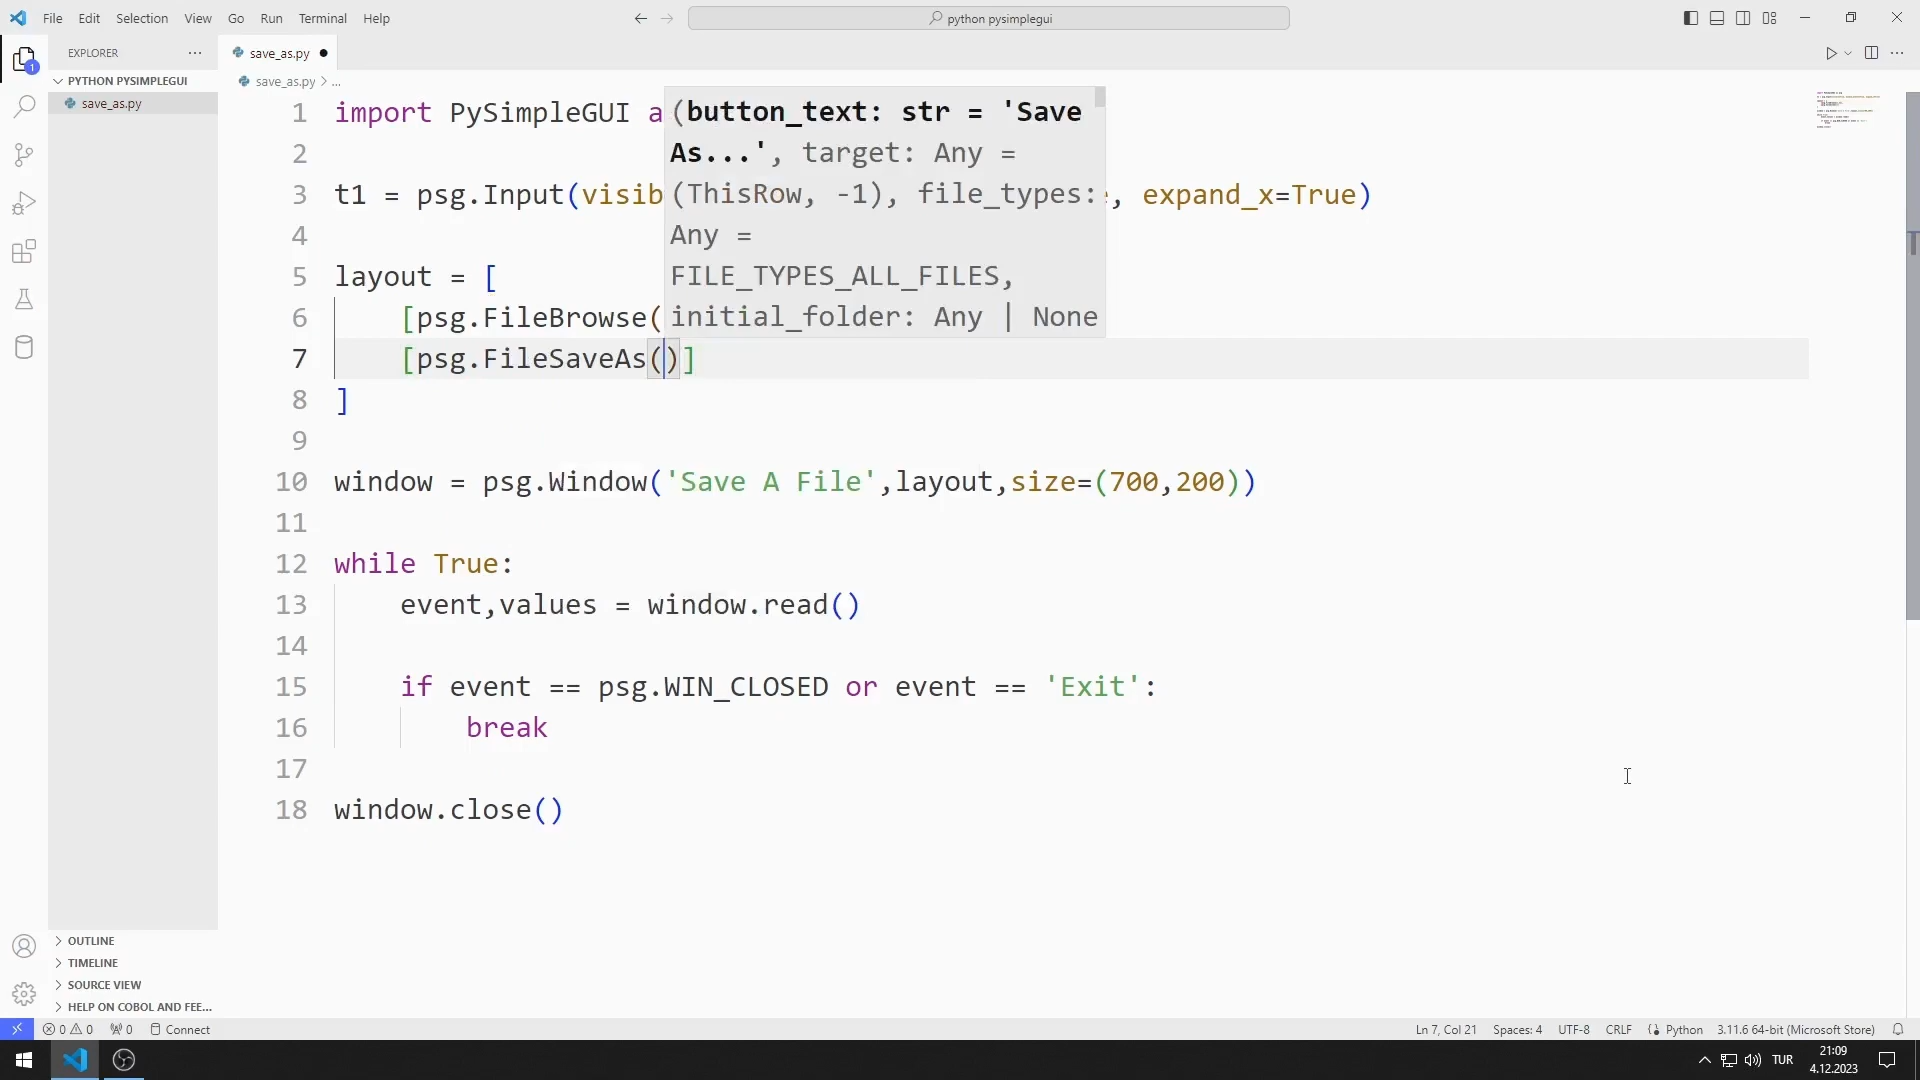 File Edit Selection View Go Run Terminal Help
python pysimplegui
EXPLORER
save_as.py
PYTHON PYSIMPLEGUI
save_as.py > ...
1
save_as.py
1 import PySimpleGUI a
(button_text: str = 'Save
2
As...', target: Any =
3 t1 = psg.Input(visib
(ThisRow, -1), file_types:
, expand_x=True)
4
Any =
5 layout = [
FILE_TYPES_ALL_FILES,
6 [psg.FileBrowse(
initial_folder: Any | None
7 [psg.FileSaveAs()]
8 ]
9
10 window = psg.Window('Save A File',layout,size=(700,200))
11
12 while True:
13 event,values = window.read()
14
15 if event == psg.WIN_CLOSED or event == 'Exit':
16 break
17
18 window.close()
OUTLINE
TIMELINE
SOURCE VIEW
HELP ON COBOL AND FEE...
0 0 0 Connect
Ln 7, Col 21 Spaces: 4 UTF-8 CRLF Python 3.11.6 64-bit (Microsoft Store)
TUR
21:09
4.12.2023